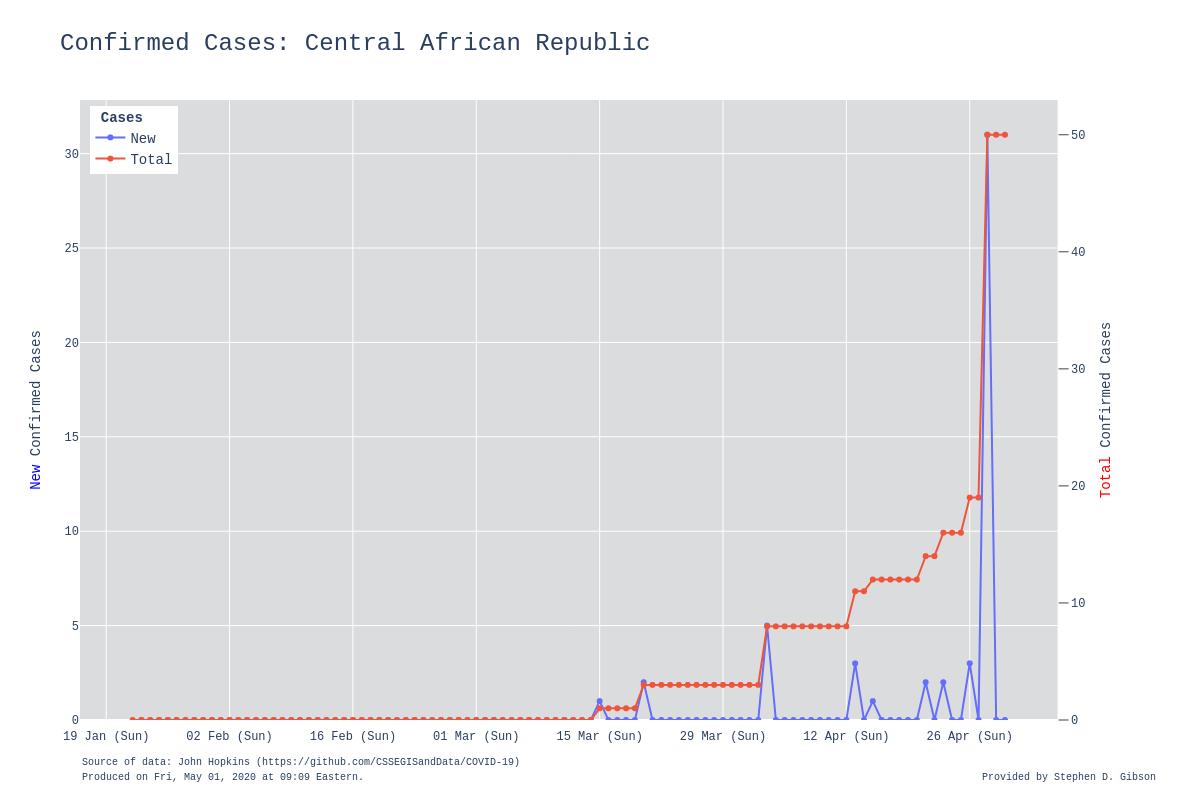 Confirmed Cases: Central African Republic
Cases
New
Total
30
25
20
15
10
5
0
New Confirmed Cases
50
40
30
20
10
0
Total Confirmed Cases
19 Jan (Sun) 02 Feb (Sun) 16 Feb (Sun) 01 Mar (Sun) 15 Mar (Sun) 29 Mar (Sun) 12 Apr (Sun) 26 Apr (Sun)
Source of data: John Hopkins (https://github.com/CSSEGISandData/COVID-19)
Produced on Fri, May 01, 2020 at 09:09 Eastern.
Provided by Stephen D. Gibson